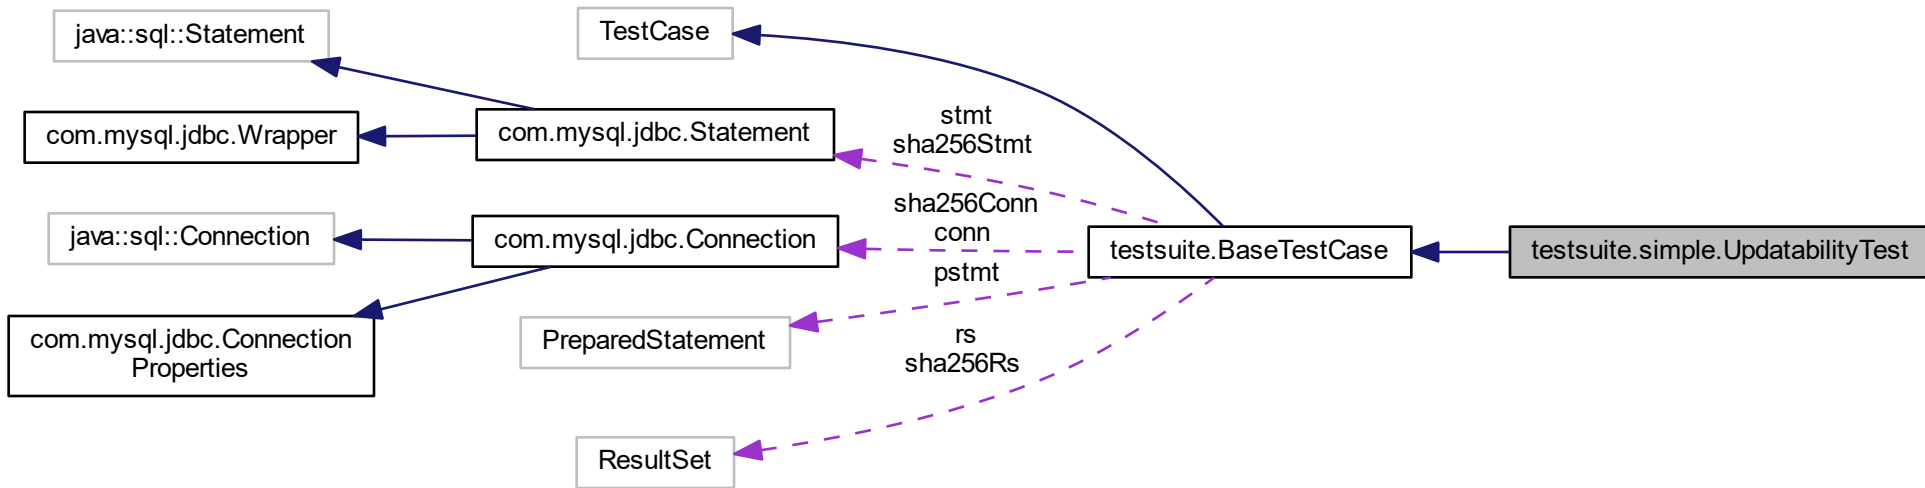 java::sql::Statement
TestCase
com.mysql.jdbc.Wrapper
com.mysql.jdbc.Statement
stmt
sha256Stmt
java::sql::Connection
com.mysql.jdbc.Connection
sha256Conn
conn
testsuite.BaseTestCase
testsuite.simple.UpdatabilityTest
pstmt
com.mysql.jdbc.Connection
Properties
PreparedStatement
rs
sha256Rs
ResultSet